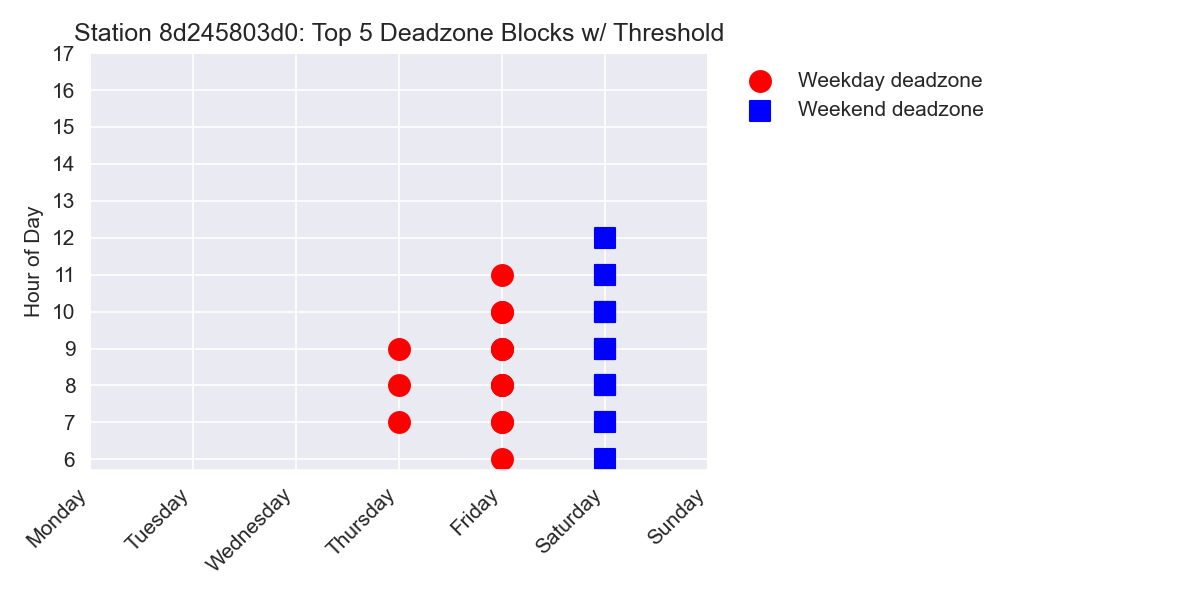 Station 8d245803d0: Top 5 Deadzone Blocks w/ Threshold
Weekday deadzone
Weekend deadzone
Hour of Day
17
16
15
14
13
12
11
10
9
8
7
6
Monday
Tuesday
Wednesday
Thursday
Friday
Saturday
Sunday